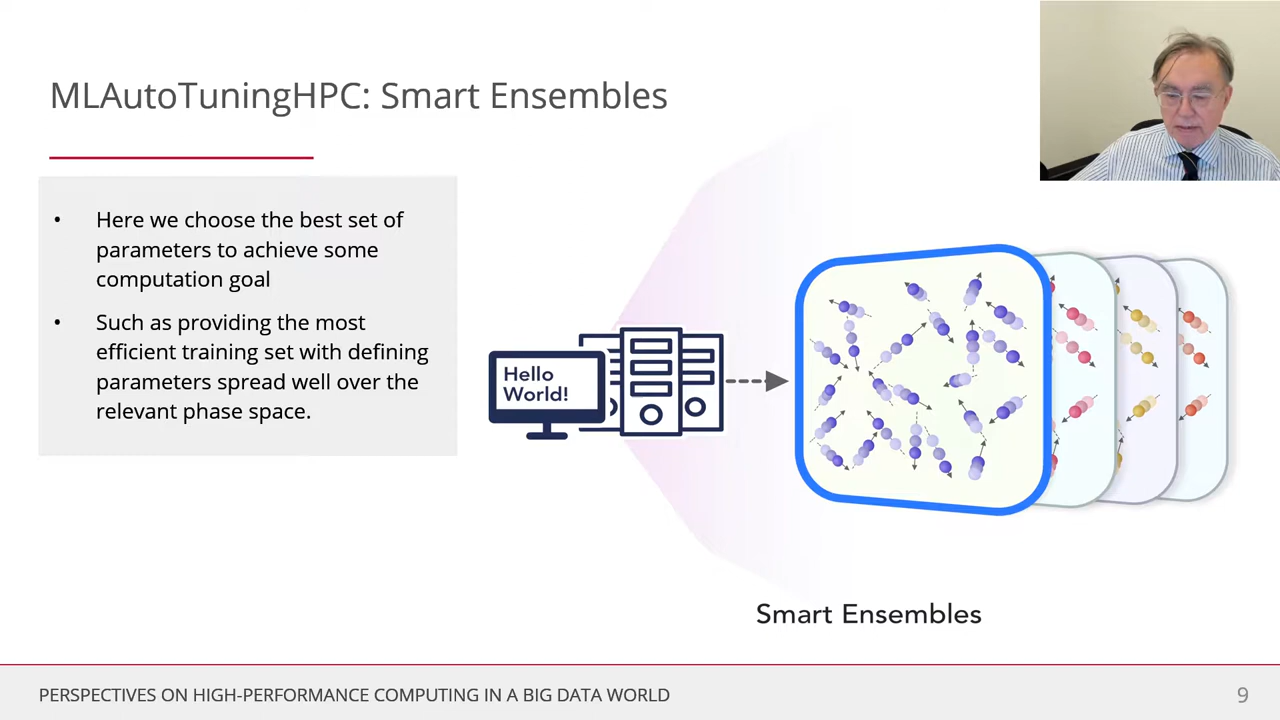 MLAutoTuningHPC: Smart Ensembles
• Here we choose the best set of
parameters to achieve some
computation goal
• Such as providing the most
efficient training set with defining
parameters spread well over the
relevant phase space.
Hello
World!
Smart Ensembles
PERSPECTIVES ON HIGH-PERFORMANCE COMPUTING IN A BIG DATA WORLD
9